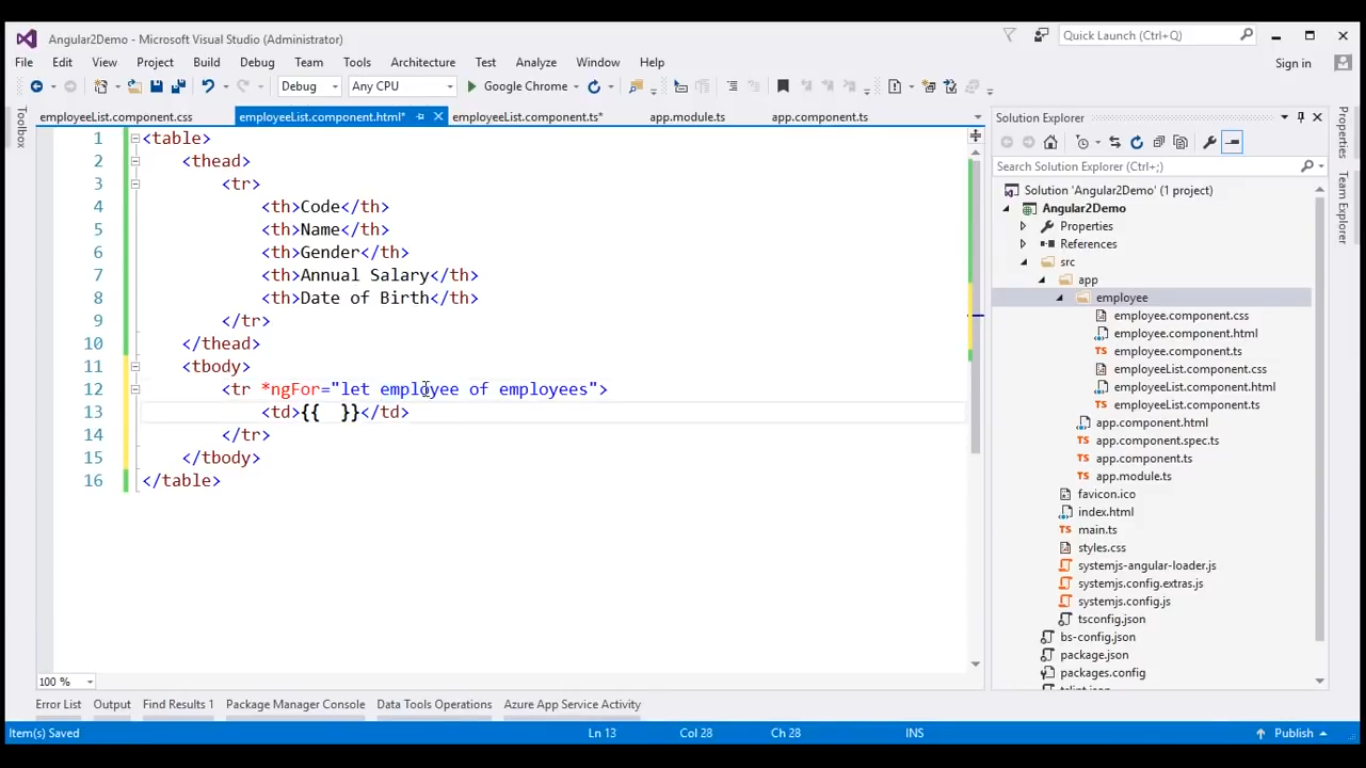 Angular2Demo - Microsoft Visual Studio (Administrator)
Quick Launch (Ctrl+Q)
File Edit View Project Build Debug Team Tools Architecture Test Analyze Window Help
Sign in
Debug Any CPU Google Chrome
Toolbox
employeeList.component.css employeeList.component.html* employeeList.component.ts* app.module.ts app.component.ts
1 <table>
2 <thead>
3 <tr>
4 <th>Code</th>
5 <th>Name</th>
6 <th>Gender</th>
7 <th>Annual Salary</th>
8 <th>Date of Birth</th>
9 </tr>
10 </thead>
11 <tbody>
12 <tr *ngFor="let employee of employees">
13 <td>{{ }}</td>
14 </tr>
15 </tbody>
16 </table>
100 %
Solution Explorer
Search Solution Explorer (Ctrl+;)
Solution 'Angular2Demo' (1 project)
Angular2Demo
Properties
References
src
app
employee
employee.component.css
employee.component.html
employee.component.ts
employeeList.component.css
employeeList.component.html
employeeList.component.ts
app.component.html
app.component.spec.ts
app.component.ts
app.module.ts
favicon.ico
index.html
main.ts
styles.css
systemjs-angular-loader.js
systemjs.config.extras.js
systemjs.config.js
tsconfig.json
bs-config.json
package.json
packages.config
Properties
Team Explorer
Error List Output Find Results 1 Package Manager Console Data Tools Operations Azure App Service Activity
Item(s) Saved Ln 13 Col 28 Ch 28 INS Publish